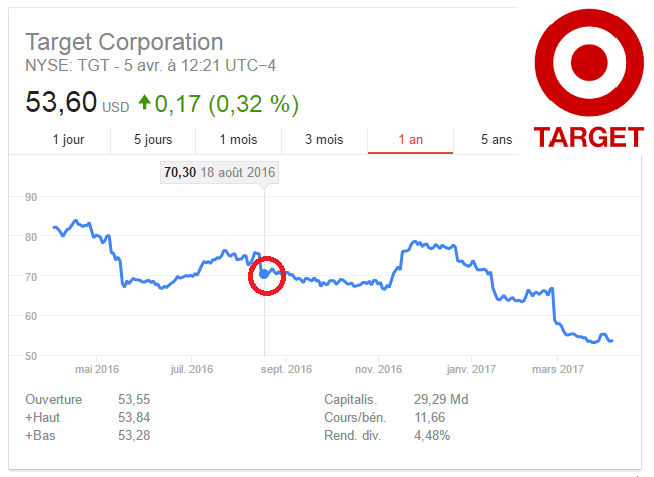 Target Corporation
NYSE: TGT - 5 avr. à 12:21 UTC−4
53,60 USD 0,17 (0,32 %)
TARGET
1 jour 5 jours 1 mois 3 mois 1 an 5 ans
70,30 18 août 2016
90
80
70
60
50
mai 2016 juil. 2016 sept. 2016 nov. 2016 janv. 2017 mars 2017
Ouverture 53,55 Capitalis. 29,29 Md
+Haut 53,84 Cours/bén. 11,66
+Bas 53,28 Rend. div. 4,48%